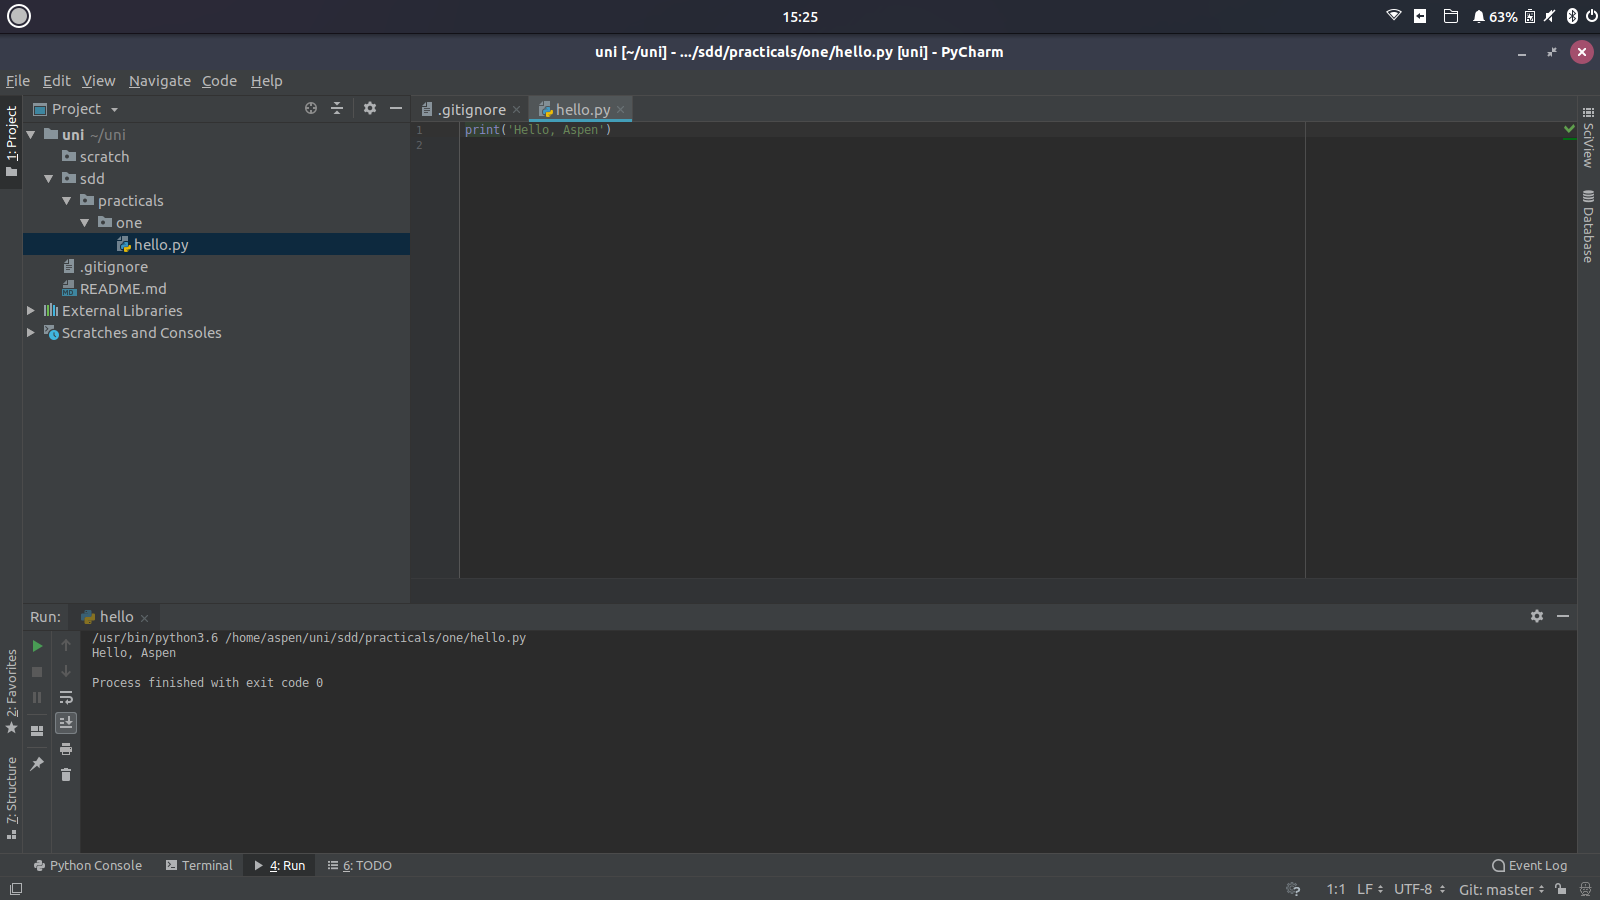 15:25
63%
uni [~/uni] - .../sdd/practicals/one/hello.py [uni] - PyCharm
File Edit View Navigate Code Help
Project
.gitignore
hello.py
1: Project
uni ~/uni
scratch
sdd
practicals
one
hello.py
.gitignore
README.md
External Libraries
Scratches and Consoles
1 print('Hello, Aspen')
2
SciView
Database
Run: hello
/usr/bin/python3.6 /home/aspen/uni/sdd/practicals/one/hello.py
Hello, Aspen
Process finished with exit code 0
2: Favorites
7: Structure
Python Console Terminal 4: Run 6: TODO Event Log
1:1 LF UTF-8 Git: master